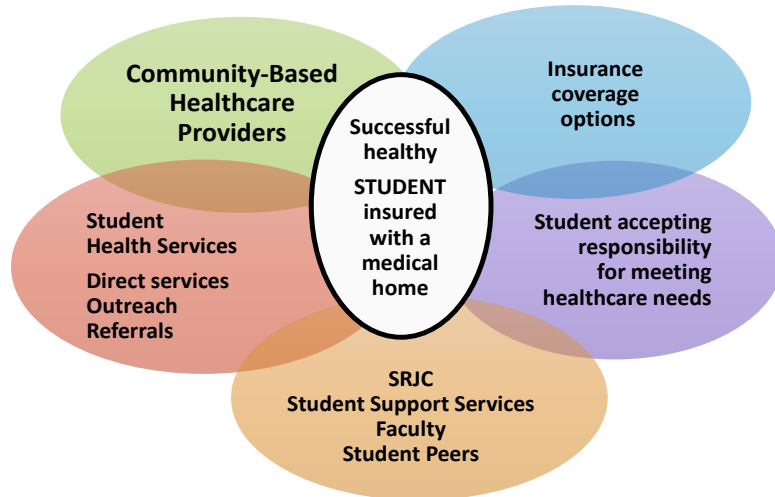 Community-Based
Healthcare
Providers
Insurance
coverage
options
Successful
healthy
STUDENT
insured
with a
medical
home
Student
Health Services
Direct services
Outreach
Referrals
Student accepting
responsibility
for meeting
healthcare needs
SRJC
Student Support Services
Faculty
Student Peers